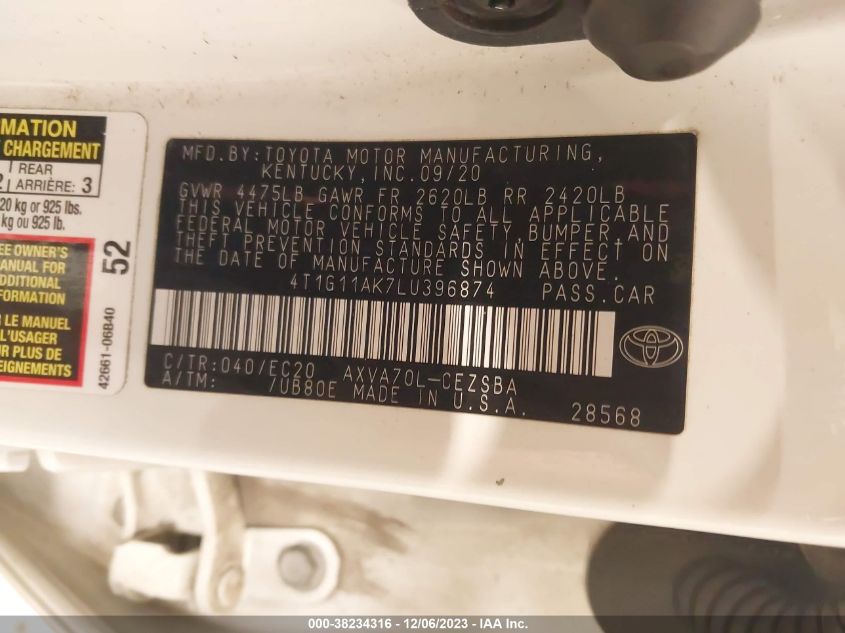 MATION
CHARGEMENT
2 REAR
ARRIÈRE: 3
20 kg or 925 lbs.
kg ou 925 lb.
EE OWNER'S
MANUAL FOR
DDITIONAL
FORMATION
R LE MANUEL
L'USAGER
UR PLUS DE
EIGNEMENTS
52
42661-06B40
MFD.BY:TOYOTA MOTOR MANUFACTURING,
KENTUCKY, INC.09/20
GVWR 4475LB GAWR FR 2620LB RR 2420LB
THIS VEHICLE CONFORMS TO ALL APPLICABLE
FEDERAL MOTOR VEHICLE SAFETY, BUMPER, AND
THEFT PREVENTION STANDARDS IN EFFECT ON
THE DATE OF MANUFACTURE SHOWN ABOVE.
4T1G11AK7LU396874 PASS.CAR
C/TR:040/EC20 AXVA70L-CEZSBA
A/TM: /UB80E MADE IN U.S.A.
28568
000-38234316 - 12/06/2023 - IAA Inc.